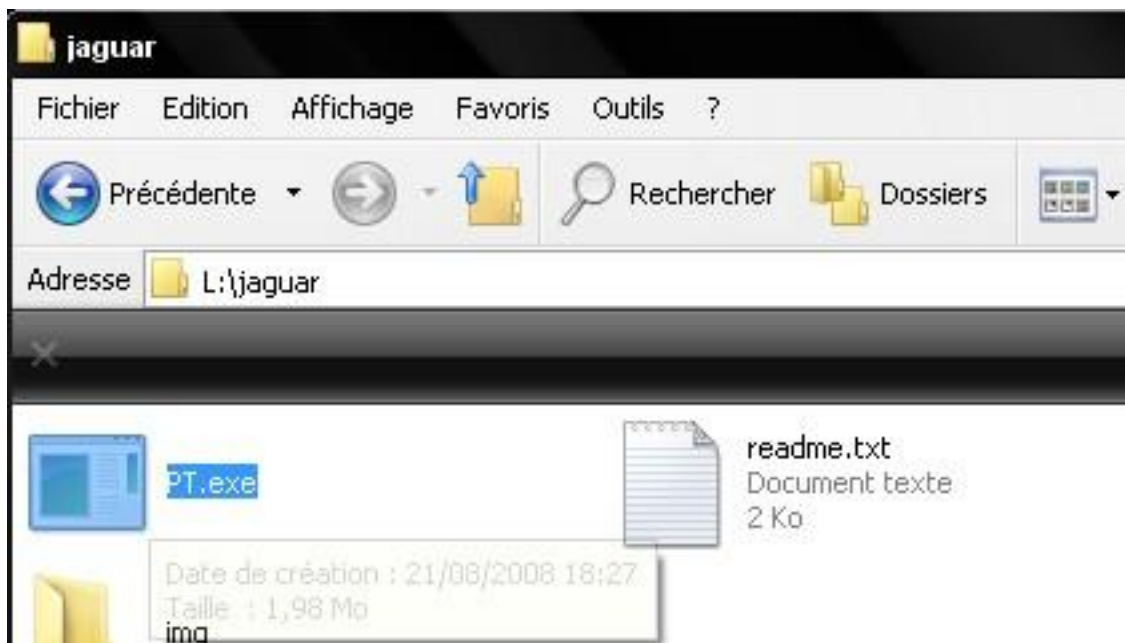 jaguar
Fichier Edition Affichage Favoris Outils ?
Précédente Rechercher Dossiers
Adresse L:\jaguar
PT.exe
readme.txt
Document texte
2 Ko
Date de création : 21/08/2008 18:27
Taille : 1,98 Mo
img